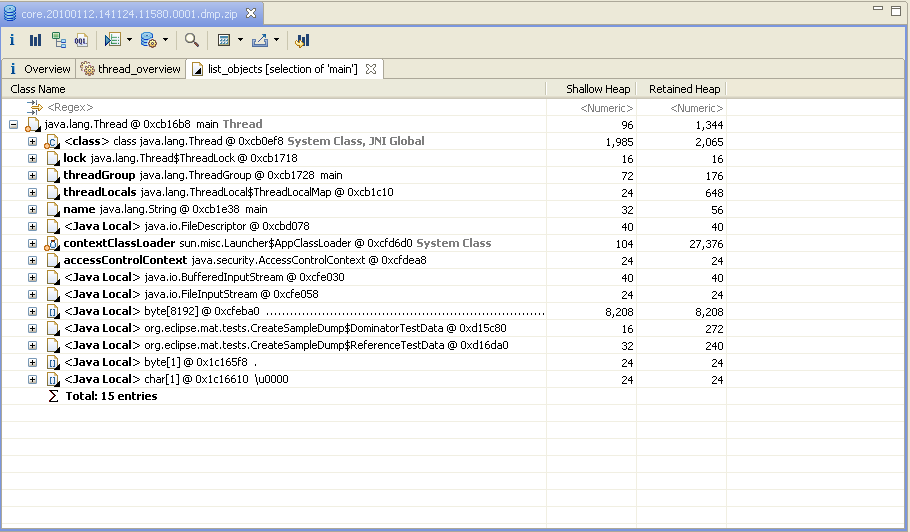 core.20100112.141124.11580.0001.dmp.zip
Overview thread_overview list_objects [selection of 'main']
Class Name Shallow Heap Retained Heap
<Regex> <Numeric> <Numeric>
java.lang.Thread @ 0xcb16b8 main Thread 96 1,344
<class> class java.lang.Thread @ 0xcb0ef8 System Class, JNI Global 1,985 2,065
lock java.lang.Thread$ThreadLock @ 0xcb1718 16 16
threadGroup java.lang.ThreadGroup @ 0xcb1728 main 72 176
threadLocals java.lang.ThreadLocal$ThreadLocalMap @ 0xcb1c10 24 648
name java.lang.String @ 0xcb1e38 main 32 56
<Java Local> java.io.FileDescriptor @ 0xcbd078 40 40
contextClassLoader sun.misc.Launcher$AppClassLoader @ 0xcfd6d0 System Class 104 27,376
accessControlContext java.security.AccessControlContext @ 0xcfdea8 24 24
<Java Local> java.io.BufferedInputStream @ 0xcfe030 40 40
<Java Local> java.io.FileInputStream @ 0xcfe058 24 24
<Java Local> byte[8192] @ 0xcfeba0 ...................................................................... 8,208 8,208
<Java Local> org.eclipse.mat.tests.CreateSampleDump$DominatorTestData @ 0xd15c80 16 272
<Java Local> org.eclipse.mat.tests.CreateSampleDump$ReferenceTestData @ 0xd16da0 32 240
<Java Local> byte[1] @ 0x1c165f8 . 24 24
<Java Local> char[1] @ 0x1c16610 \u0000 24 24
Σ Total: 15 entries